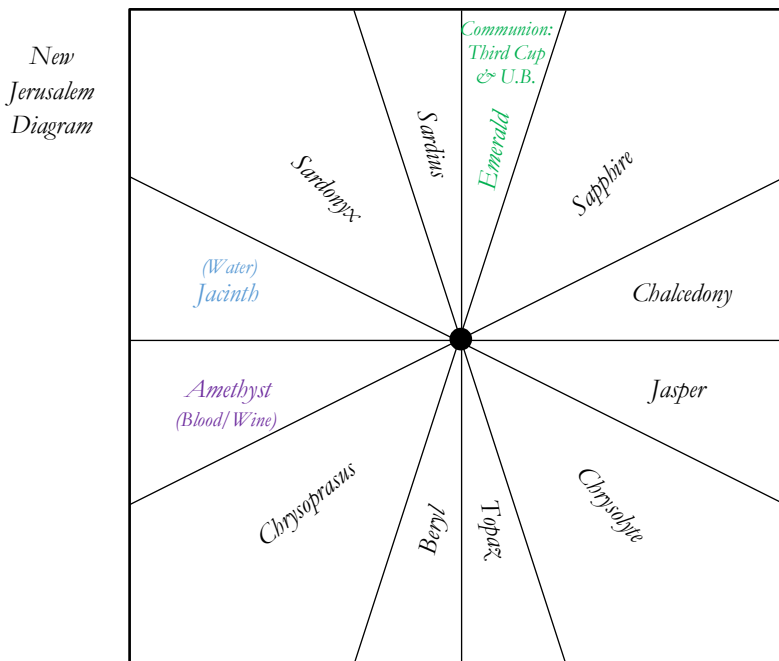 New
Jerusalem
Diagram
Communion:
Third Cup
& U.B.
Emerald
Sardius
Sardonyx
Sapphire
(Water)
Jacinth
Chalcedony
Amethyst
(Blood/Wine)
Jasper
Chrysoprasus
Beryl
Topaz
Chrysolyte